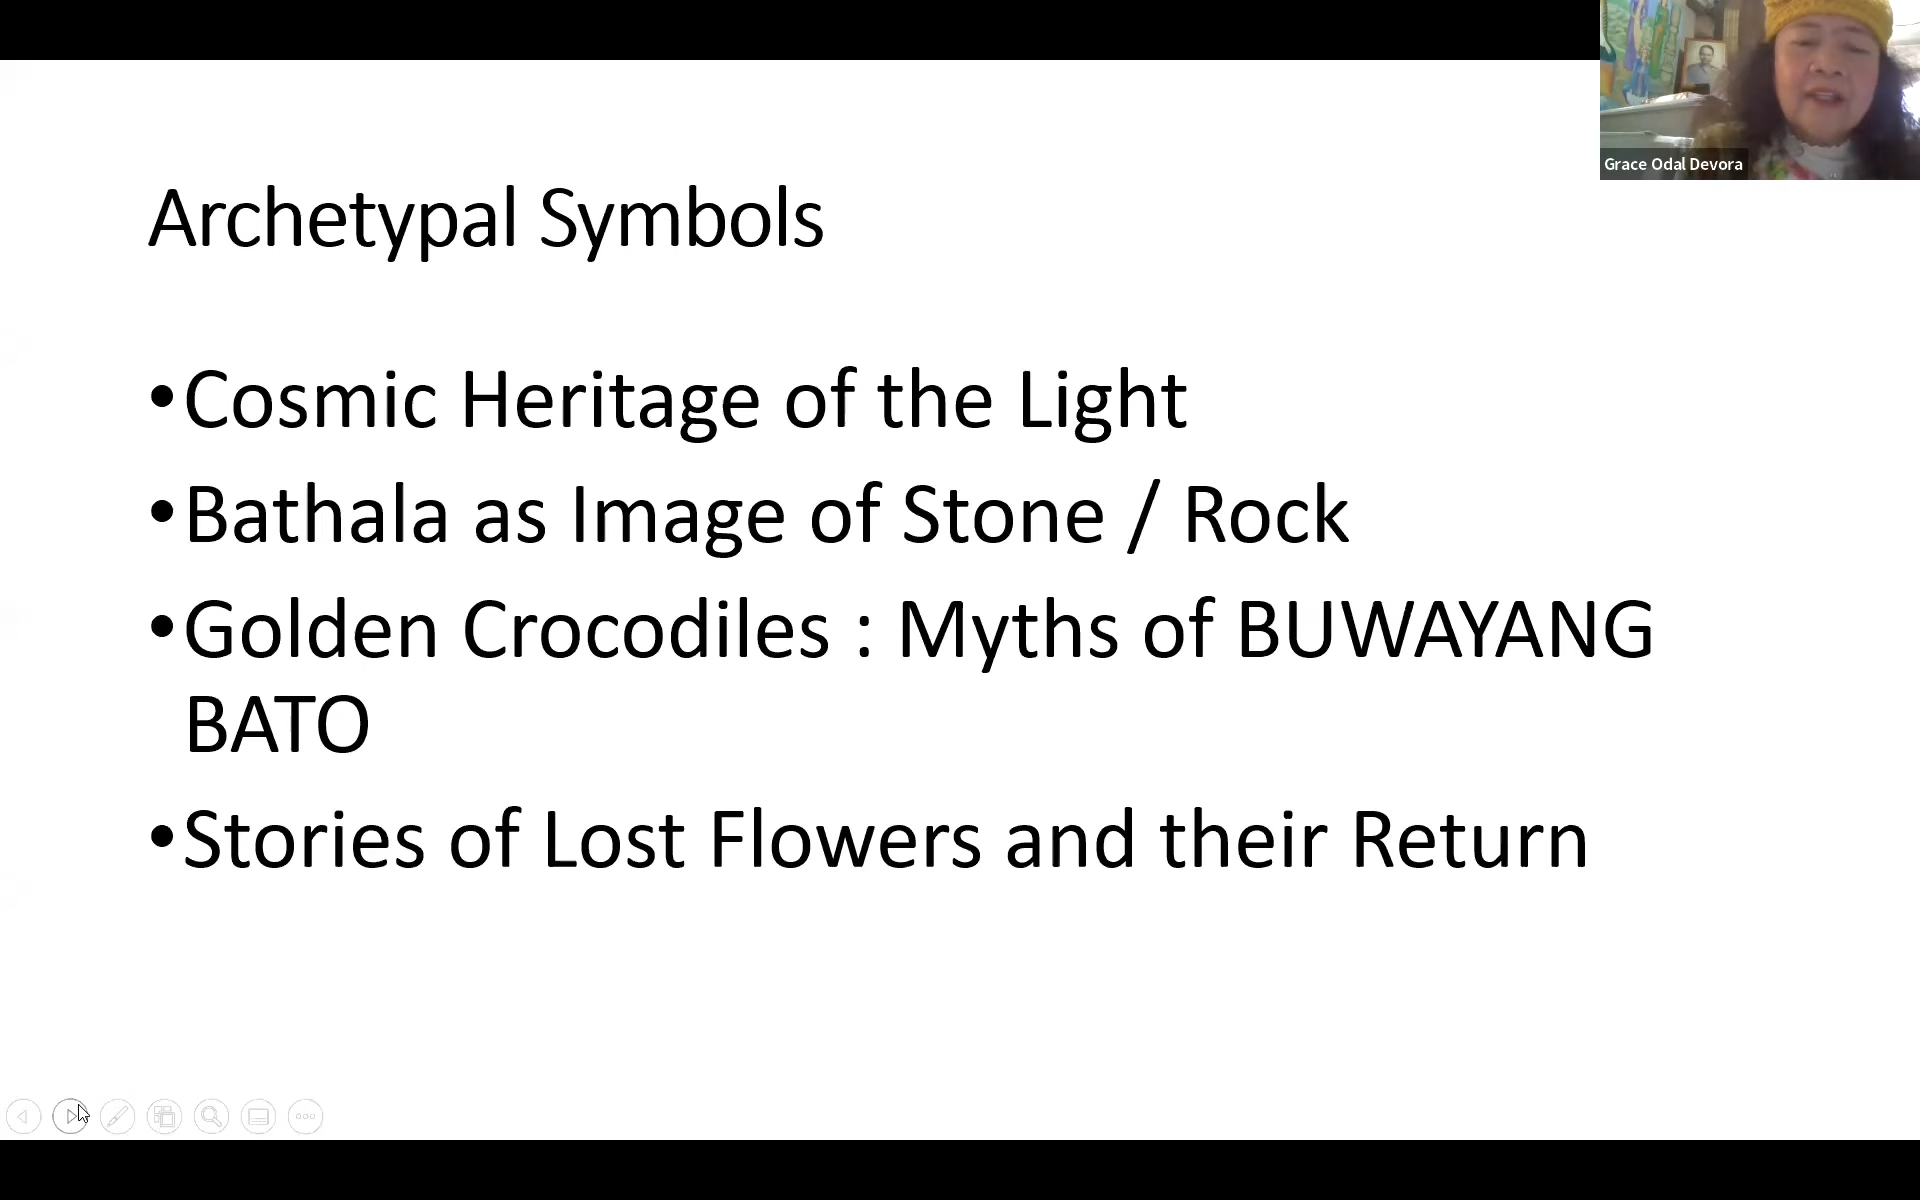 Grace Odal Devora
Archetypal Symbols
•Cosmic Heritage of the Light
•Bathala as Image of Stone / Rock
•Golden Crocodiles : Myths of BUWAYANG
BATO
•Stories of Lost Flowers and their Return